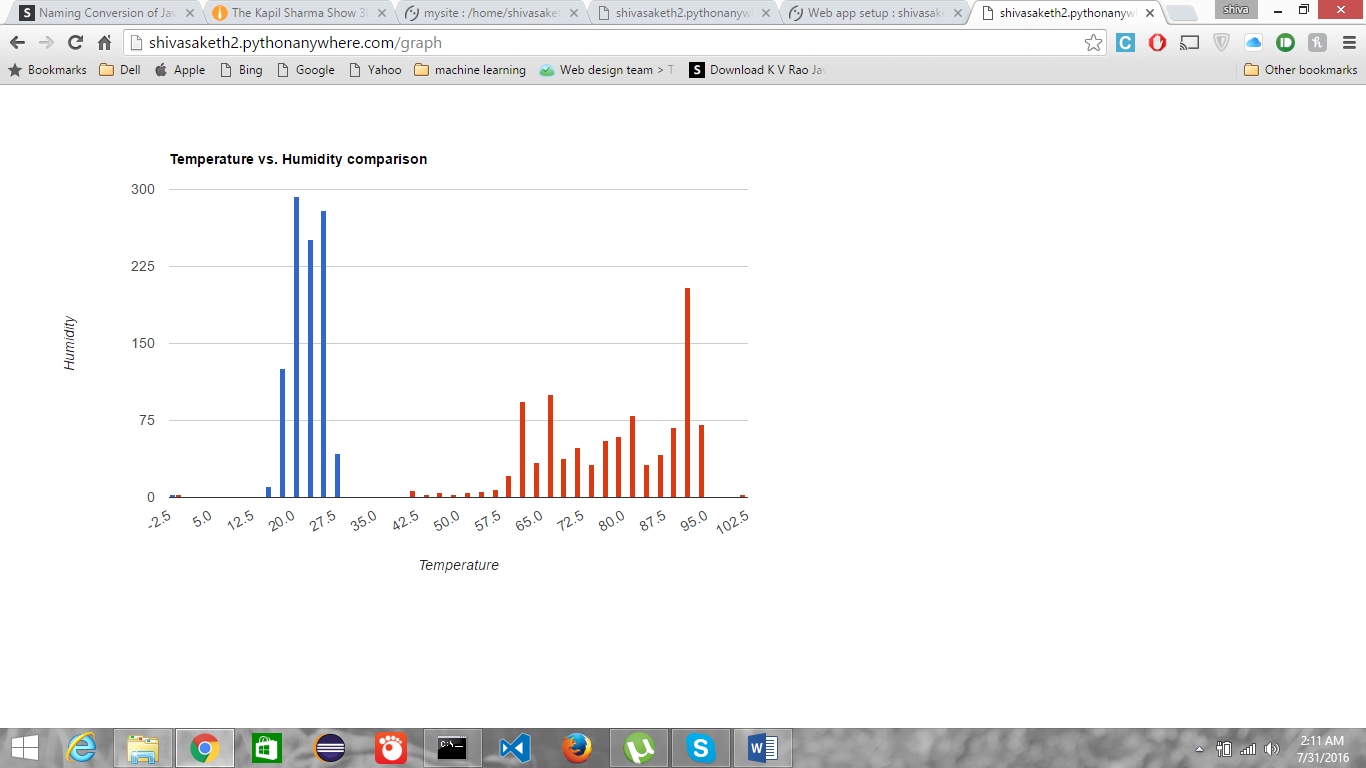 Naming Conversion of Jav
The Kapil Sharma Show 3
mysite : /home/shivasaket
shivasaketh2.pythonanyw
Web app setup : shivasak
shivasaketh2.pythonanyw
shiva
shivasaketh2.pythonanywhere.com/graph
Bookmarks
Dell
Apple
Bing
Google
Yahoo
machine learning
Web design team > T
Download K V Rao Ja
Other bookmarks
Temperature vs. Humidity comparison
300
225
150
75
0
Humidity
-2.5
5.0
12.5
20.0
27.5
35.0
42.5
50.0
57.5
65.0
72.5
80.0
87.5
95.0
102.5
Temperature
2:11 AM
7/31/2016